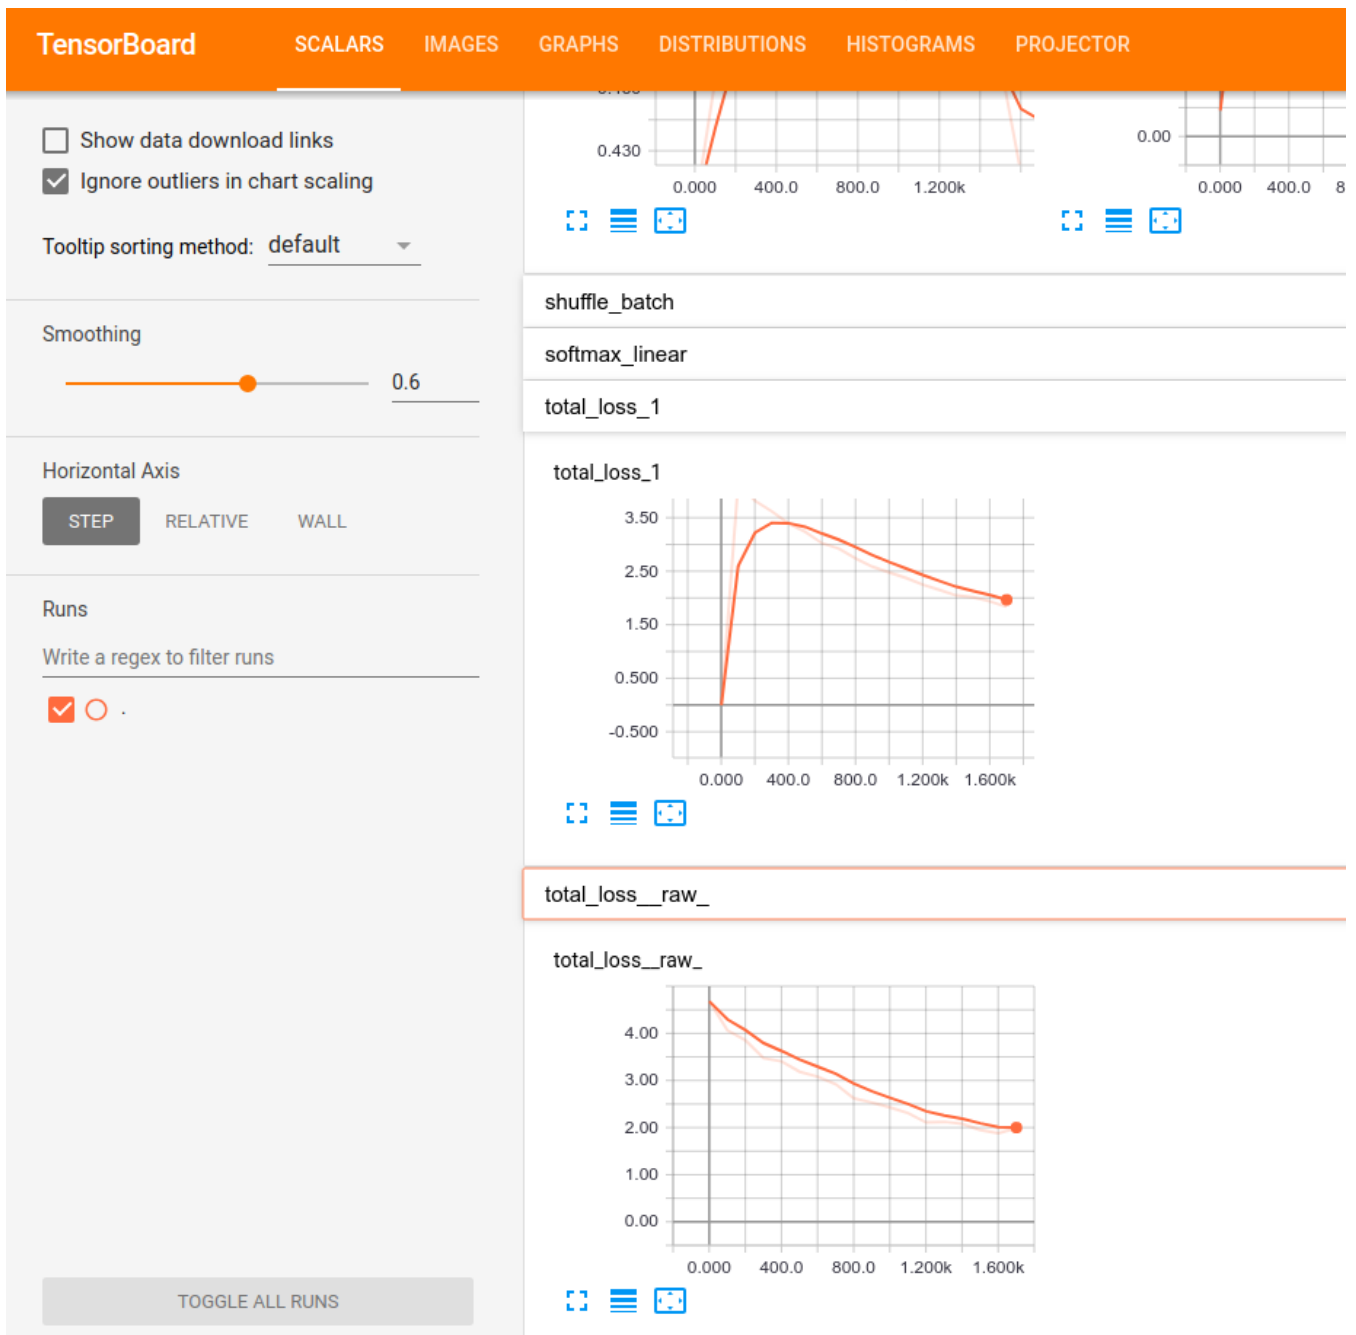 TensorBoard SCALARS IMAGES GRAPHS DISTRIBUTIONS HISTOGRAMS PROJECTOR
Show data download links
Ignore outliers in chart scaling
Tooltip sorting method: default
Smoothing
0.6
Horizontal Axis
STEP RELATIVE WALL
Runs
Write a regex to filter runs
.
TOGGLE ALL RUNS
0.430
0.000 400.0 800.0 1.200k
0.00
0.000 400.0
shuffle_batch
softmax_linear
total_loss_1
total_loss_1
3.50
2.50
1.50
0.500
-0.500
0.000 400.0 800.0 1.200k 1.600k
total_loss__raw_
total_loss__raw_
4.00
3.00
2.00
1.00
0.00
0.000 400.0 800.0 1.200k 1.600k